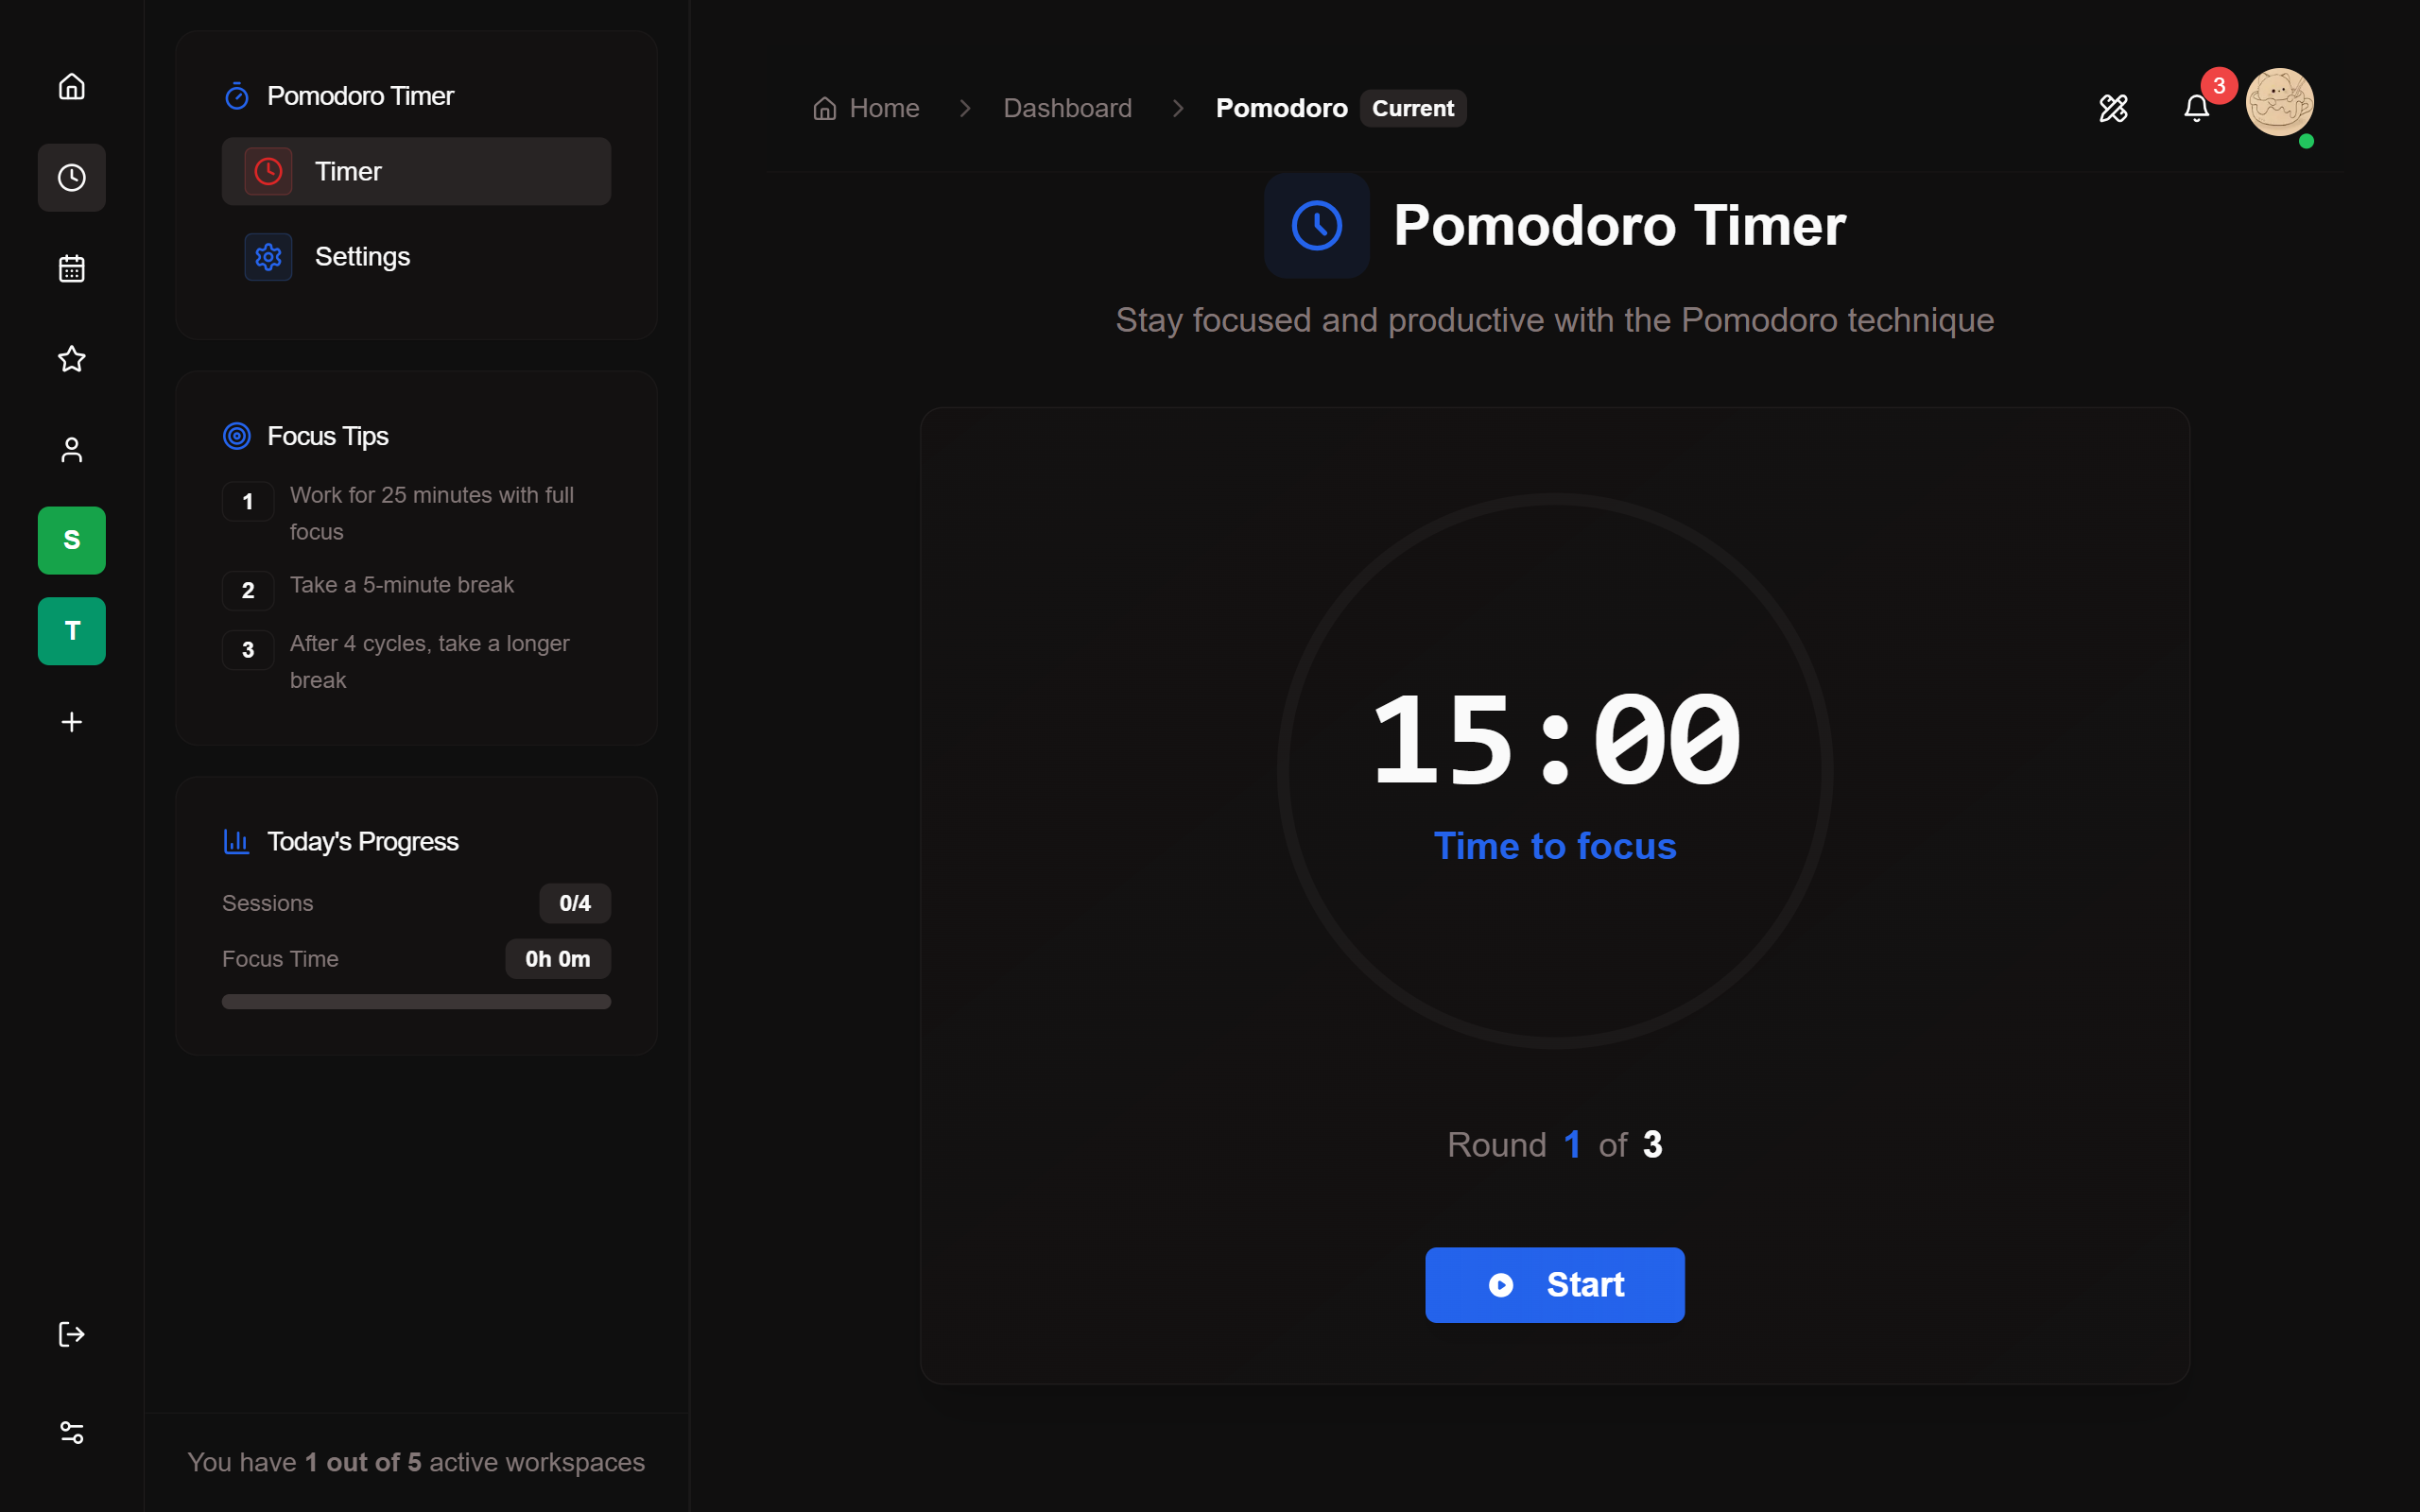 Pomodoro Timer
Timer
Settings
Focus Tips
1 Work for 25 minutes with full
focus
2 Take a 5-minute break
3 After 4 cycles, take a longer
break
Today's Progress
Sessions 0/4
Focus Time 0h 0m
S
T
You have 1 out of 5 active workspaces
Home Dashboard Pomodoro Current
3
Pomodoro Timer
Stay focused and productive with the Pomodoro technique
15:00
Time to focus
Round 1 of 3
Start